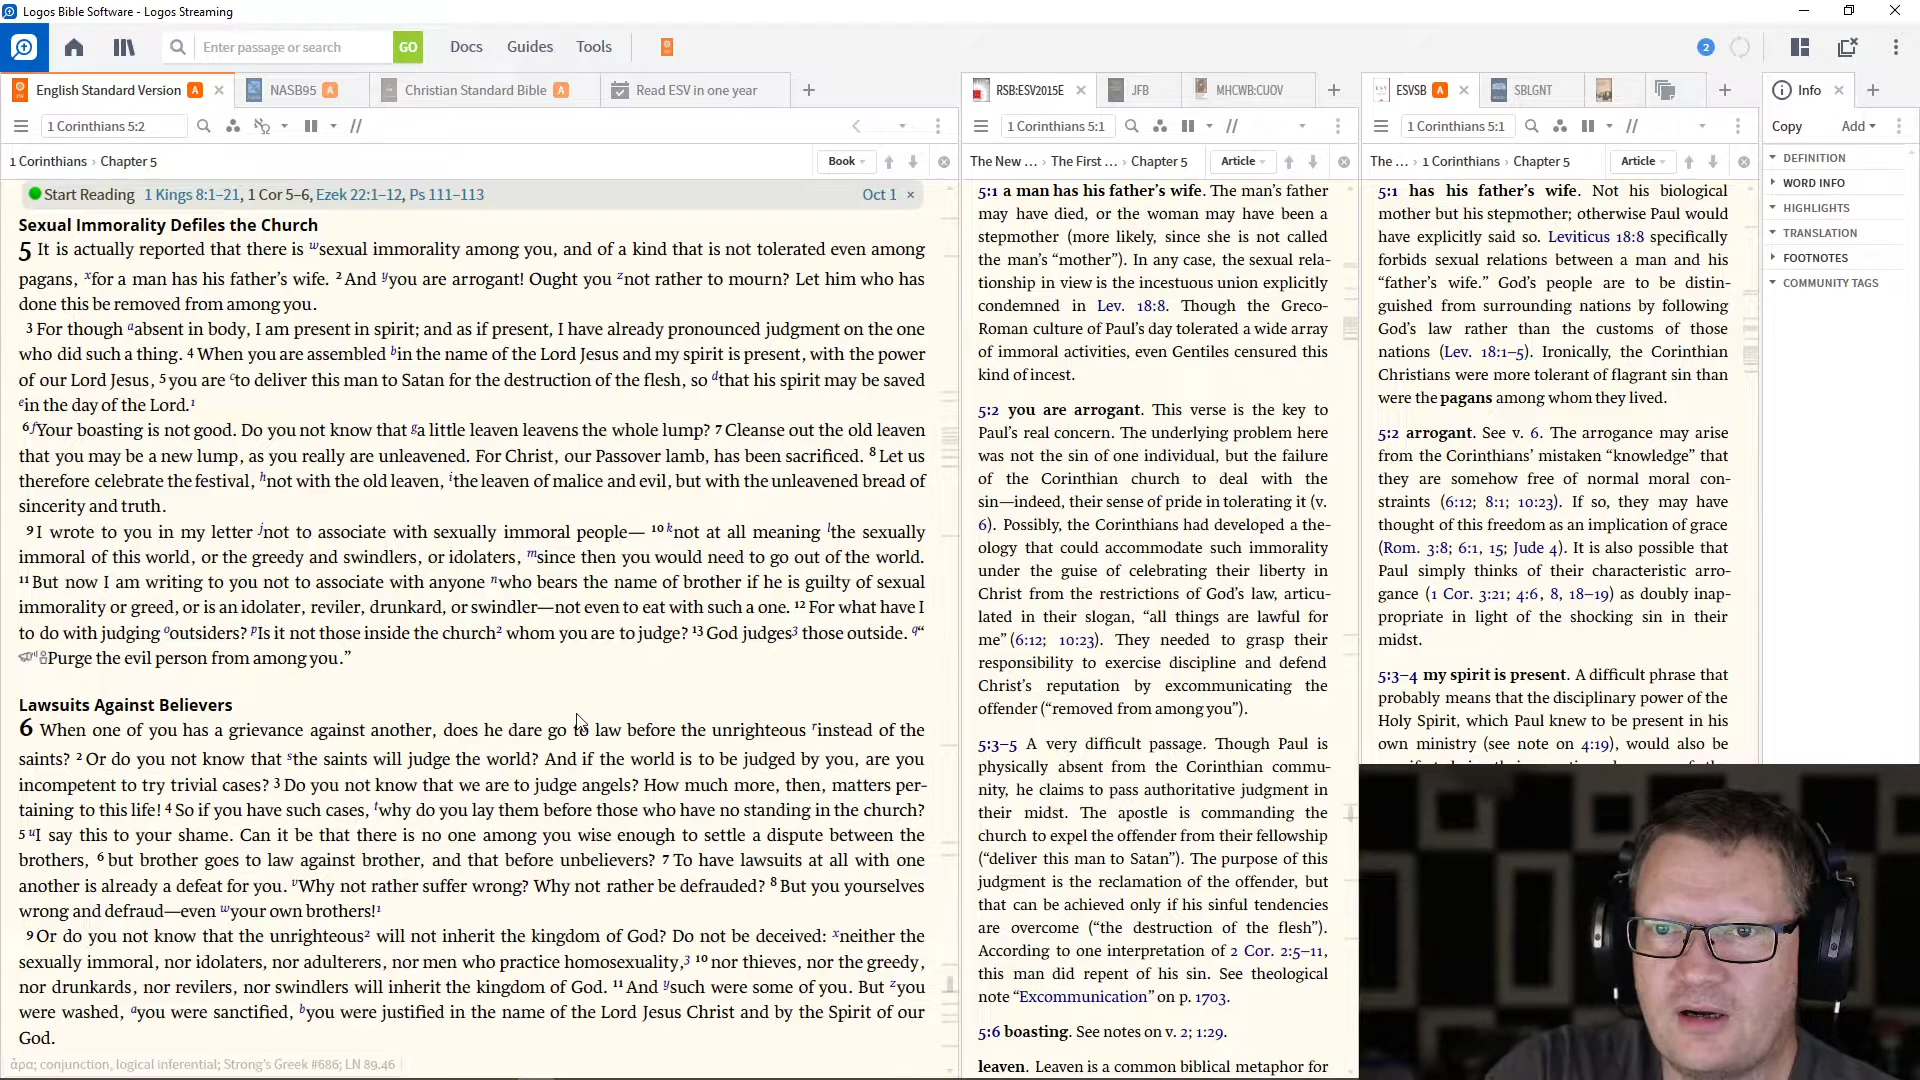 Logos Bible Software - Logos Streaming
Enter passage or search
GO
Docs
Guides
Tools
2
English Standard Version A
NASB95 A
Christian Standard Bible A
Read ESV in one year
1 Corinthians 5:2
1 Corinthians › Chapter 5
Book
Start Reading 1 Kings 8:1–21, 1 Cor 5–6, Ezek 22:1–12, Ps 111–113
Oct 1 ×
Sexual Immorality Defiles the Church
5 It is actually reported that there is wsexual immorality among you, and of a kind that is not tolerated even among
pagans, xfor a man has his father’s wife. 2 And yyou are arrogant! Ought you znot rather to mourn? Let him who has
done this be removed from among you.
3 For though aabsent in body, I am present in spirit; and as if present, I have already pronounced judgment on the one
who did such a thing. 4 When you are assembled bin the name of the Lord Jesus and my spirit is present, with the power
of our Lord Jesus, 5 you are cto deliver this man to Satan for the destruction of the flesh, so dthat his spirit may be saved
ein the day of the Lord.1
6 fYour boasting is not good. Do you not know that ga little leaven leavens the whole lump? 7 Cleanse out the old leaven
that you may be a new lump, as you really are unleavened. For Christ, our Passover lamb, has been sacrificed. 8 Let us
therefore celebrate the festival, hnot with the old leaven, ithe leaven of malice and evil, but with the unleavened bread of
sincerity and truth.
9 I wrote to you in my letter jnot to associate with sexually immoral people— 10 knot at all meaning lthe sexually
immoral of this world, or the greedy and swindlers, or idolaters, msince then you would need to go out of the world.
11 But now I am writing to you not to associate with anyone nwho bears the name of brother if he is guilty of sexual
immorality or greed, or is an idolater, reviler, drunkard, or swindler—not even to eat with such a one. 12 For what have I
to do with judging ooutsiders? pIs it not those inside the church2 whom you are to judge? 13 God judges3 those outside. q“
Purge the evil person from among you.”
Lawsuits Against Believers
6 When one of you has a grievance against another, does he dare go to law before the unrighteous rinstead of the
saints? 2 Or do you not know that sthe saints will judge the world? And if the world is to be judged by you, are you
incompetent to try trivial cases? 3 Do you not know that we are to judge angels? How much more, then, matters per-
taining to this life! 4 So if you have such cases, twhy do you lay them before those who have no standing in the church?
5 uI say this to your shame. Can it be that there is no one among you wise enough to settle a dispute between the
brothers, 6 but brother goes to law against brother, and that before unbelievers? 7 To have lawsuits at all with one
another is already a defeat for you. vWhy not rather suffer wrong? Why not rather be defrauded? 8 But you yourselves
wrong and defraud—even wyour own brothers!1
9 Or do you not know that the unrighteous2 will not inherit the kingdom of God? Do not be deceived: xneither the
sexually immoral, nor idolaters, nor adulterers, nor men who practice homosexuality,3 10 nor thieves, nor the greedy,
nor drunkards, nor revilers, nor swindlers will inherit the kingdom of God. 11 And ysuch were some of you. But zyou
were washed, ayou were sanctified, byou were justified in the name of the Lord Jesus Christ and by the Spirit of our
God.
ἄρα; conjunction, logical inferential; Strong’s Greek #686; LN 89.46
RSB:ESV2015E
JFB
MHCWB:CUOV
1 Corinthians 5:1
The New ... › The First ... › Chapter 5
Article
5:1 a man has his father’s wife. The man’s father
may have died, or the woman may have been a
stepmother (more likely, since she is not called
the man’s “mother”). In any case, the sexual rela-
tionship in view is the incestuous union explicitly
condemned in Lev. 18:8. Though the Greco-
Roman culture of Paul’s day tolerated a wide array
of immoral activities, even Gentiles censured this
kind of incest.
5:2 you are arrogant. This verse is the key to
Paul’s real concern. The underlying problem here
was not the sin of one individual, but the failure
of the Corinthian church to deal with the
sin—indeed, their sense of pride in tolerating it (v.
6). Possibly, the Corinthians had developed a the-
ology that could accommodate such immorality
under the guise of celebrating their liberty in
Christ from the restrictions of God’s law, articu-
lated in their slogan, “all things are lawful for
me” (6:12; 10:23). They needed to grasp their
responsibility to exercise discipline and defend
Christ’s reputation by excommunicating the
offender (“removed from among you”).
5:3–5 A very difficult passage. Though Paul is
physically absent from the Corinthian commu-
nity, he claims to pass authoritative judgment in
their midst. The apostle is commanding the
church to expel the offender from their fellowship
(“deliver this man to Satan”). The purpose of this
judgment is the reclamation of the offender, but
that can be achieved only if his sinful tendencies
are overcome (“the destruction of the flesh”).
According to one interpretation of 2 Cor. 2:5–11,
this man did repent of his sin. See theological
note “Excommunication” on p. 1703.
5:6 boasting. See notes on v. 2; 1:29.
leaven. Leaven is a common biblical metaphor for
ESVSB A
SBLGNT
1 Corinthians 5:1
The ... › 1 Corinthians › Chapter 5
Article
5:1 has his father’s wife. Not his biological
mother but his stepmother; otherwise Paul would
have explicitly said so. Leviticus 18:8 specifically
forbids sexual relations between a man and his
“father’s wife.” God’s people are to be distin-
guished from surrounding nations by following
God’s law rather than the customs of those
nations (Lev. 18:1–5). Ironically, the Corinthian
Christians were more tolerant of flagrant sin than
were the pagans among whom they lived.
5:2 arrogant. See v. 6. The arrogance may arise
from the Corinthians’ mistaken “knowledge” that
they are somehow free of normal moral con-
straints (6:12; 8:1; 10:23). If so, they may have
thought of this freedom as an implication of grace
(Rom. 3:8; 6:1, 15; Jude 4). It is also possible that
Paul simply thinks of their characteristic arro-
gance (1 Cor. 3:21; 4:6, 8, 18–19) as doubly inap-
propriate in light of the shocking sin in their
midst.
5:3–4 my spirit is present. A difficult phrase that
probably means that the disciplinary power of the
Holy Spirit, which Paul knew to be present in his
own ministry (see note on 4:19), would also be
Info
Copy
Add
DEFINITION
WORD INFO
HIGHLIGHTS
TRANSLATION
FOOTNOTES
COMMUNITY TAGS